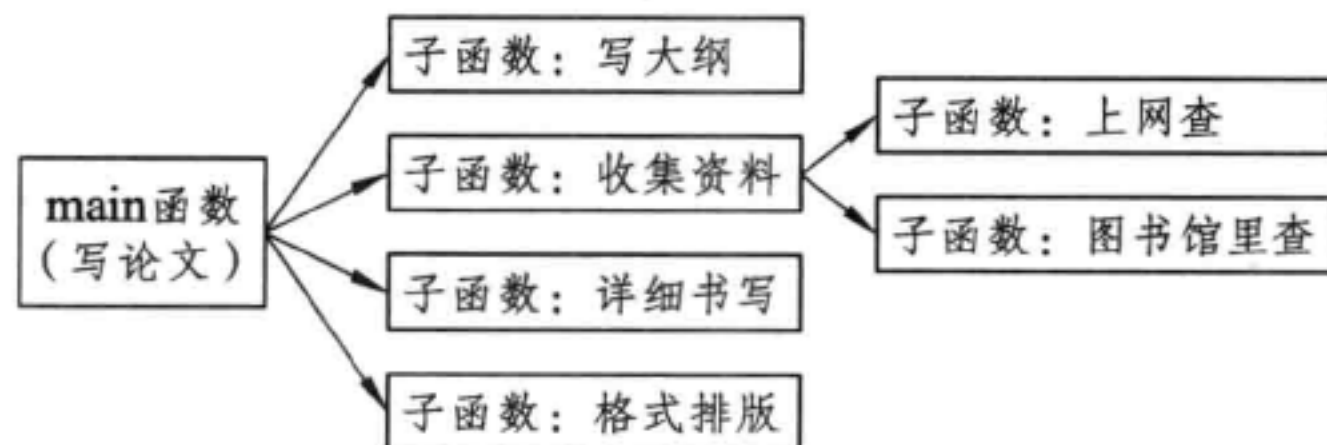 子函数：写大纲
子函数：上网查
子函数：收集资料
main函数
（写论文）
子函数：图书馆里查
子函数：详细书写
子函数：格式排版